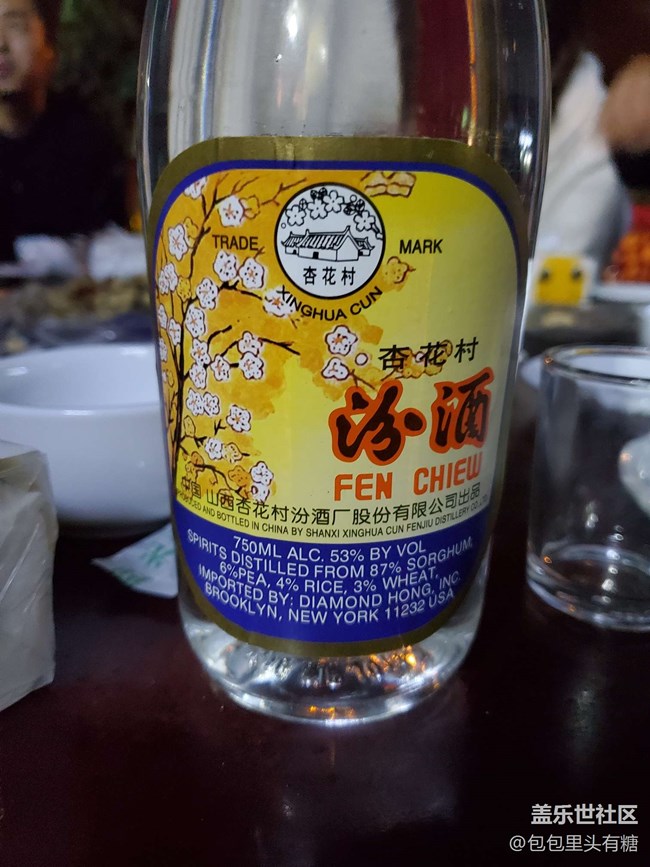 TRADE MARK
杏花村
XINGHUA CUN
杏花村
汾酒
FEN CHIEW
中国 山西杏花村汾酒厂股份有限公司出品
PRODUCED AND BOTTLED IN CHINA BY SHANXI XINGHUA CUN FENJIU DISTILLERY CO.,LTD
750ML ALC. 53% BY VOL
SPIRITS DISTILLED FROM 87% SORGHUM,
6%PEA, 4% RICE, 3% WHEAT,
IMPORTED BY: DIAMOND HONG, INC.
BROOKLYN, NEW YORK 11232 USA
盖乐世社区
@包包里头有糖